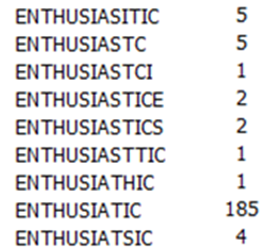 ENTHUSIASITIC 5
ENTHUSIASTC 5
ENTHUSIASTCI 1
ENTHUSIASTICE 2
ENTHUSIASTICS 2
ENTHUSIASTTIC 1
ENTHUSIATHIC 1
ENTHUSIATIC 185
ENTHUSIATSIC 4